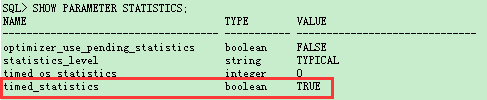 SQL> SHOW PARAMETER STATISTICS;
NAME TYPE VALUE
------------------------------------ ----------- ------------------------------
optimizer_use_pending_statistics boolean FALSE
statistics_level string TYPICAL
timed_os_statistics integer 0
timed_statistics boolean TRUE